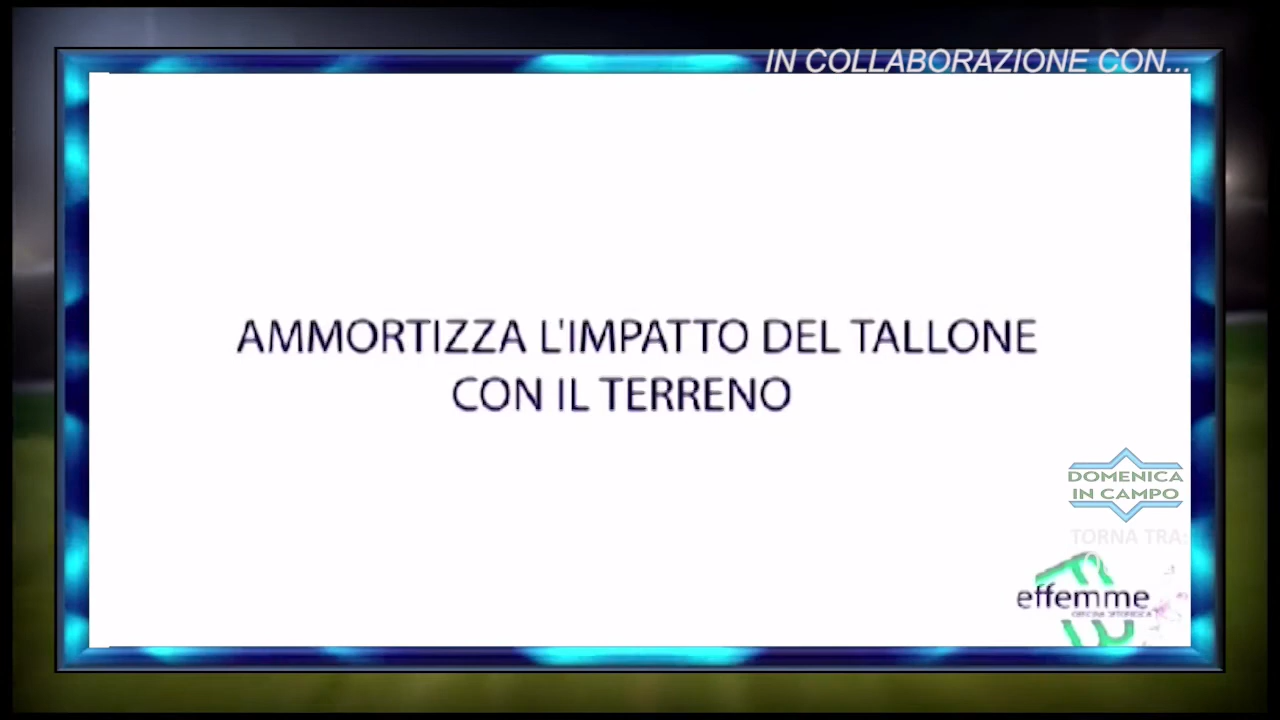 IN COLLABORAZIONE CON...
AMMORTIZZA L'IMPATTO DEL TALLONE
CON IL TERRENO
DOMENICA
IN CAMPO
TORNA TRA:
effemme